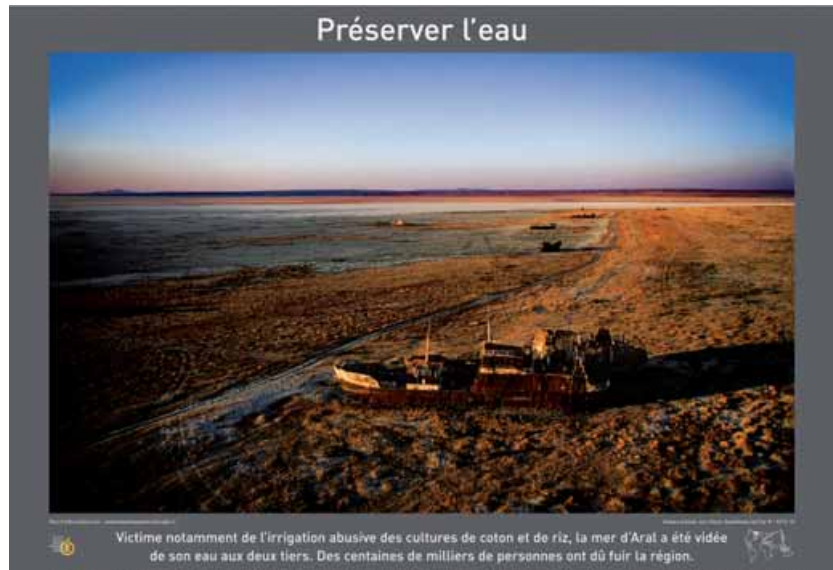 Préserver l'eau
Victime notamment de l'irrigation abusive des cultures de coton et de riz, la mer d'Aral a été vidée
de son eau aux deux tiers. Des centaines de milliers de personnes ont dû fuir la région.